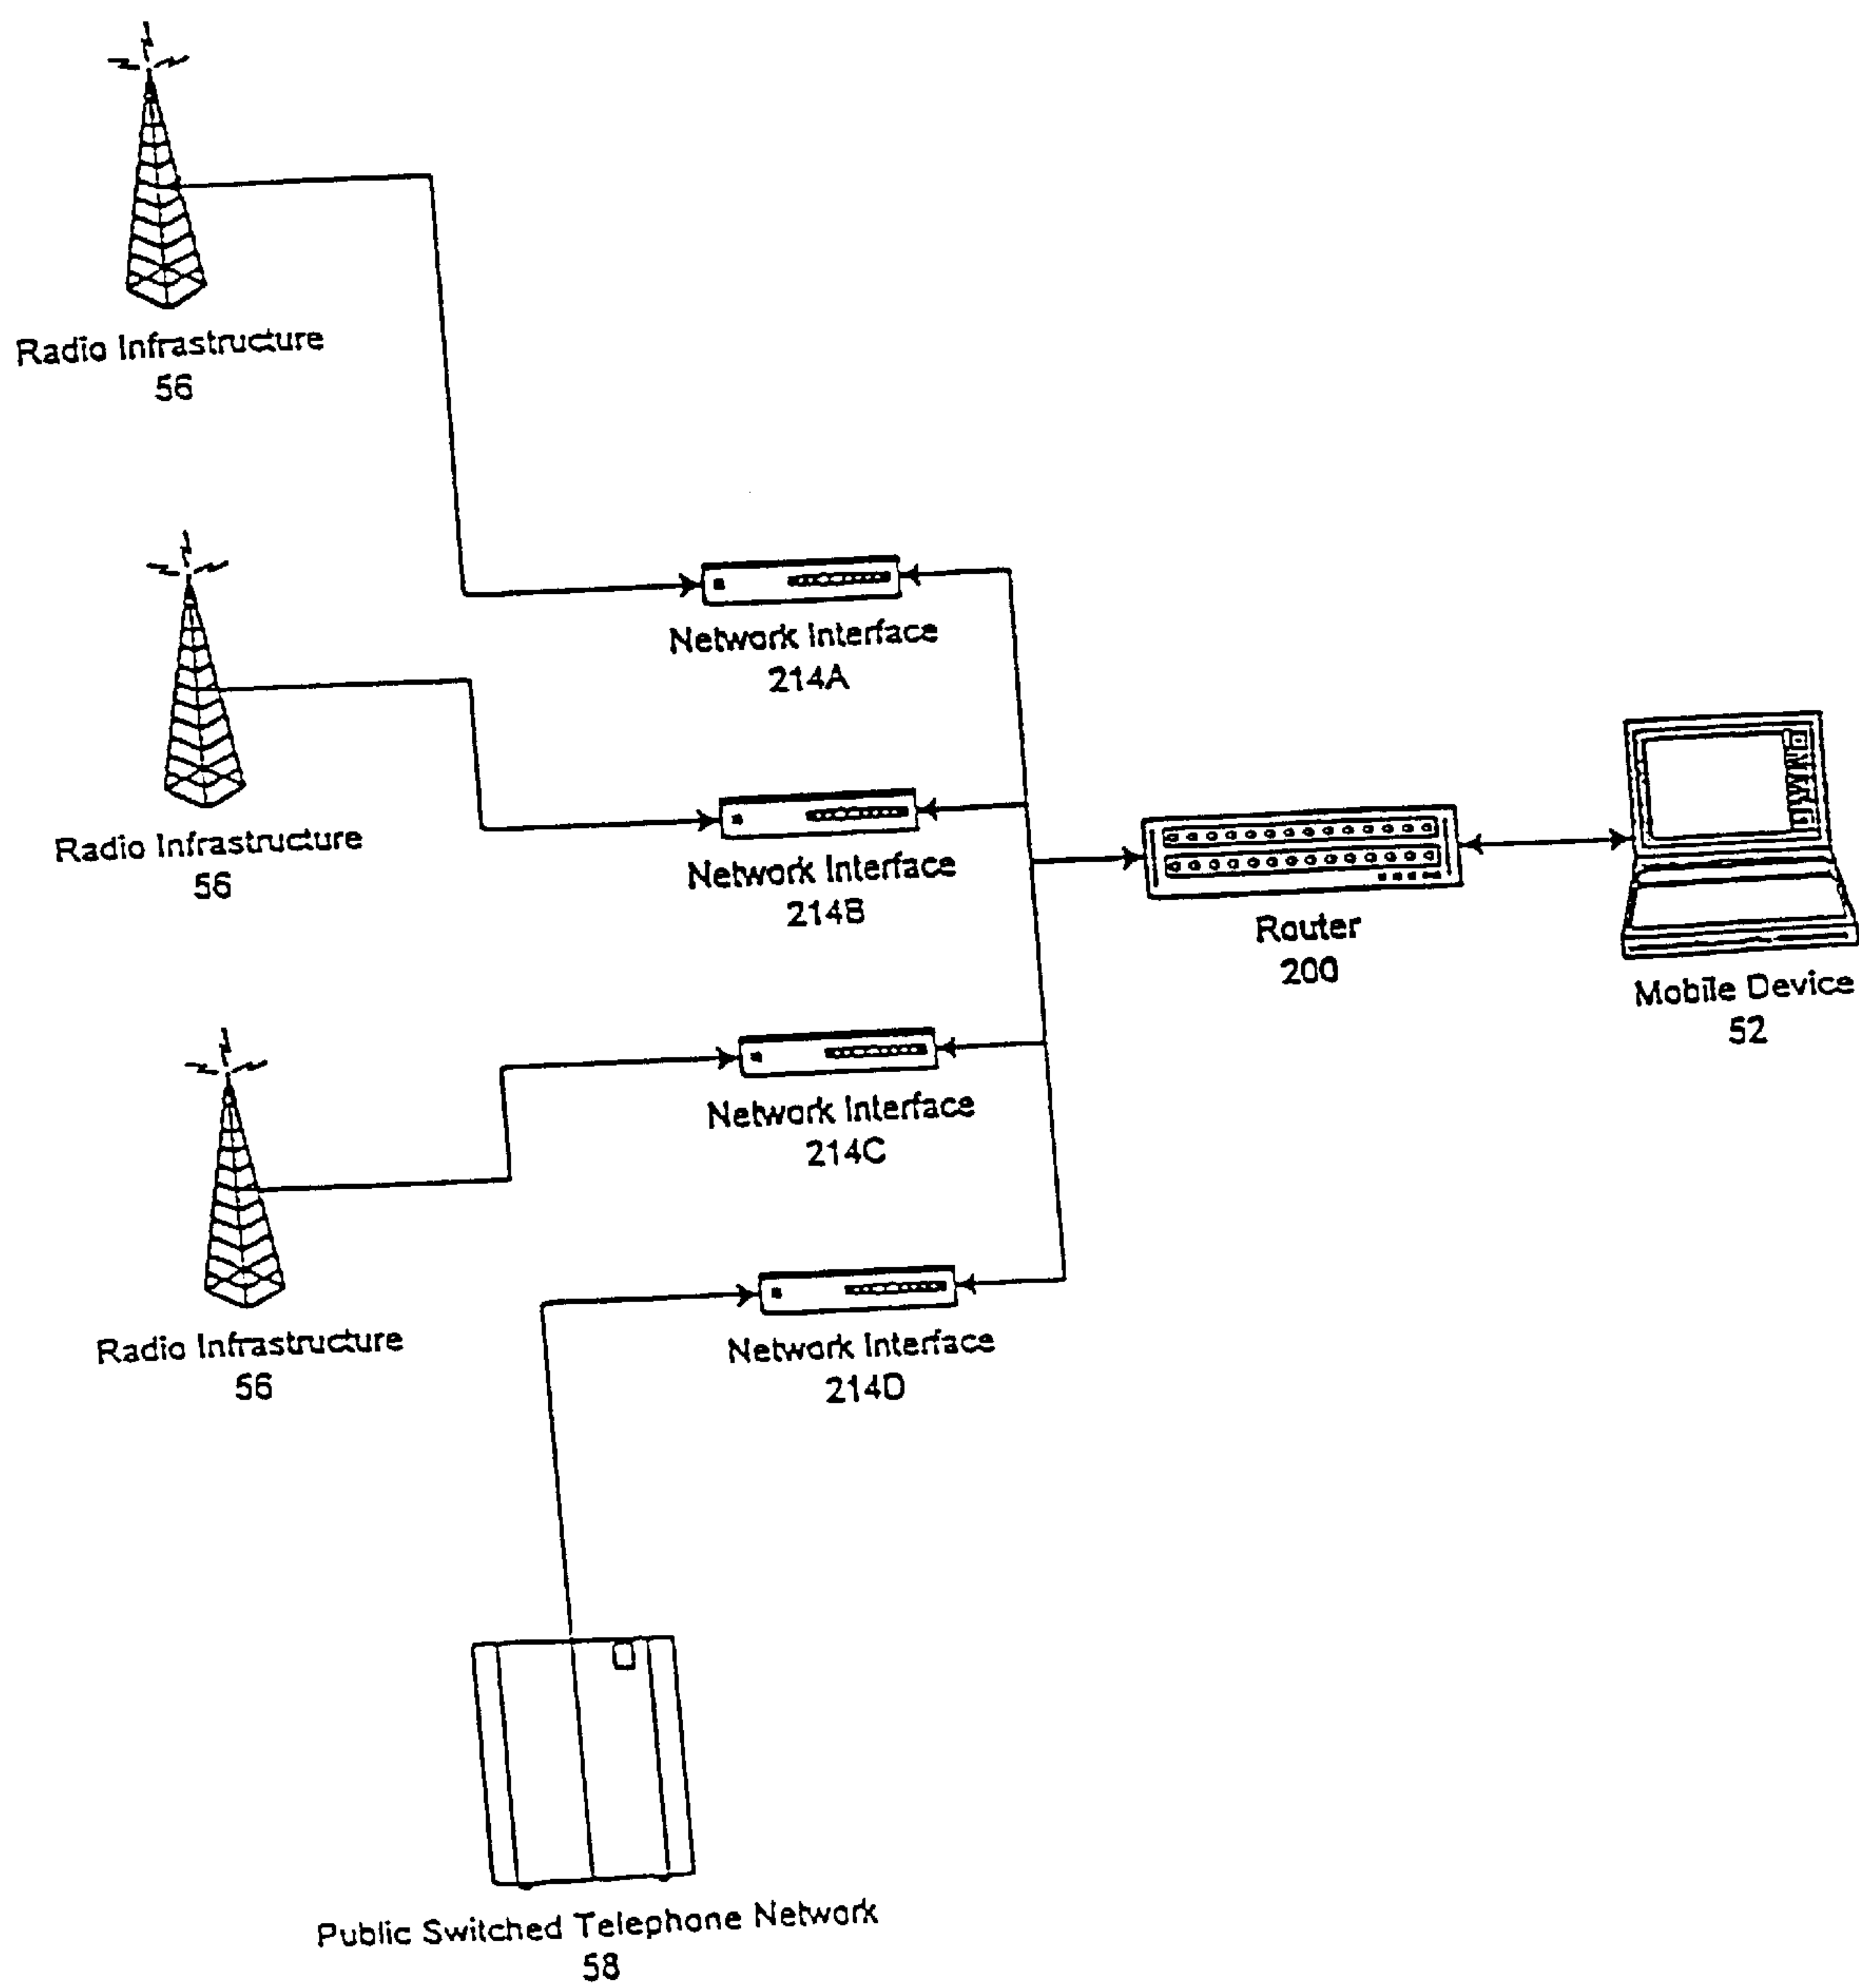 Radio Infrastructure
56
Network Interface
214A
Radio Infrastructure
56
Network Interface
214B
Router
200
Mobile Device
52
Network Interface
214C
Radio Infrastructure
56
Network Interface
214D
Public Switched Telephone Network
58